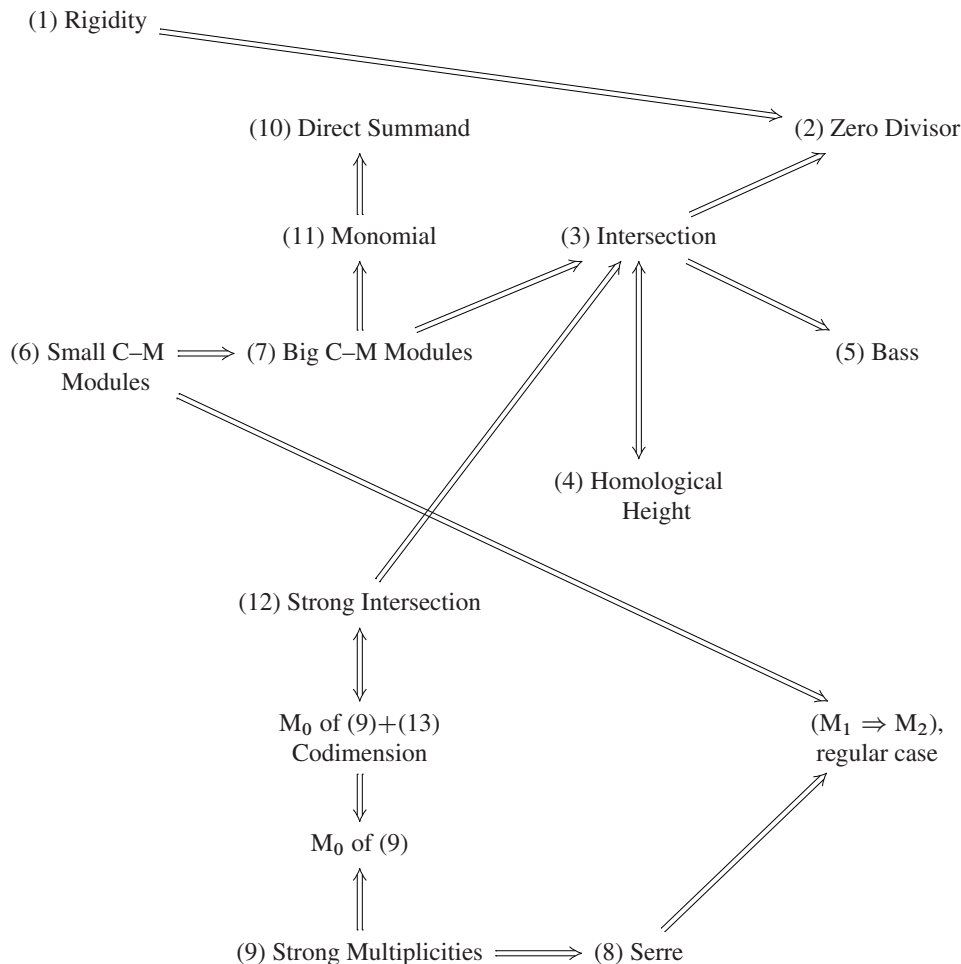 (1) Rigidity
(10) Direct Summand
(2) Zero Divisor
(11) Monomial
(3) Intersection
(6) Small C–M
Modules
(7) Big C–M Modules
(5) Bass
(4) Homological
Height
(12) Strong Intersection
M₀ of (9)+(13)
Codimension
(M₁ ⇒ M₂),
regular case
M₀ of (9)
(9) Strong Multiplicities
(8) Serre